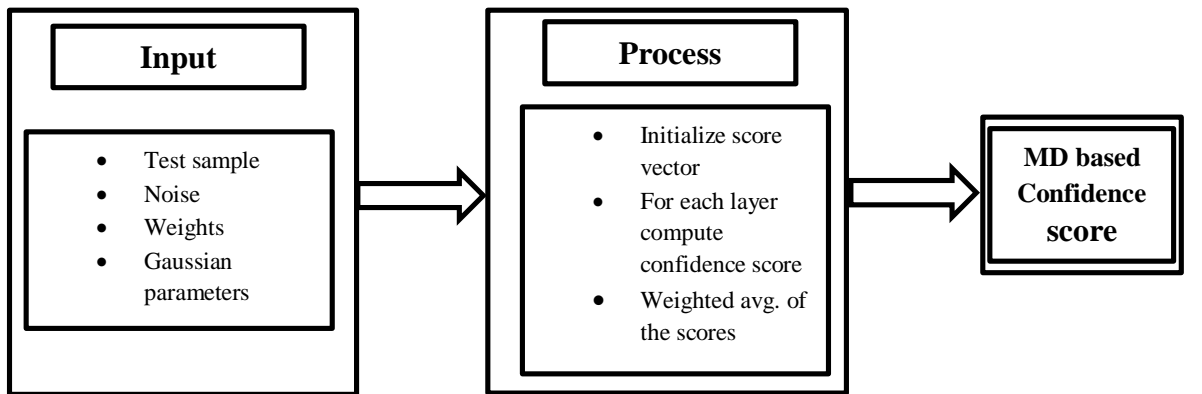 Input
• Test sample
• Noise
• Weights
• Gaussian
parameters
Process
• Initialize score
vector
• For each layer
compute
confidence score
• Weighted avg. of
the scores
MD based
Confidence
score